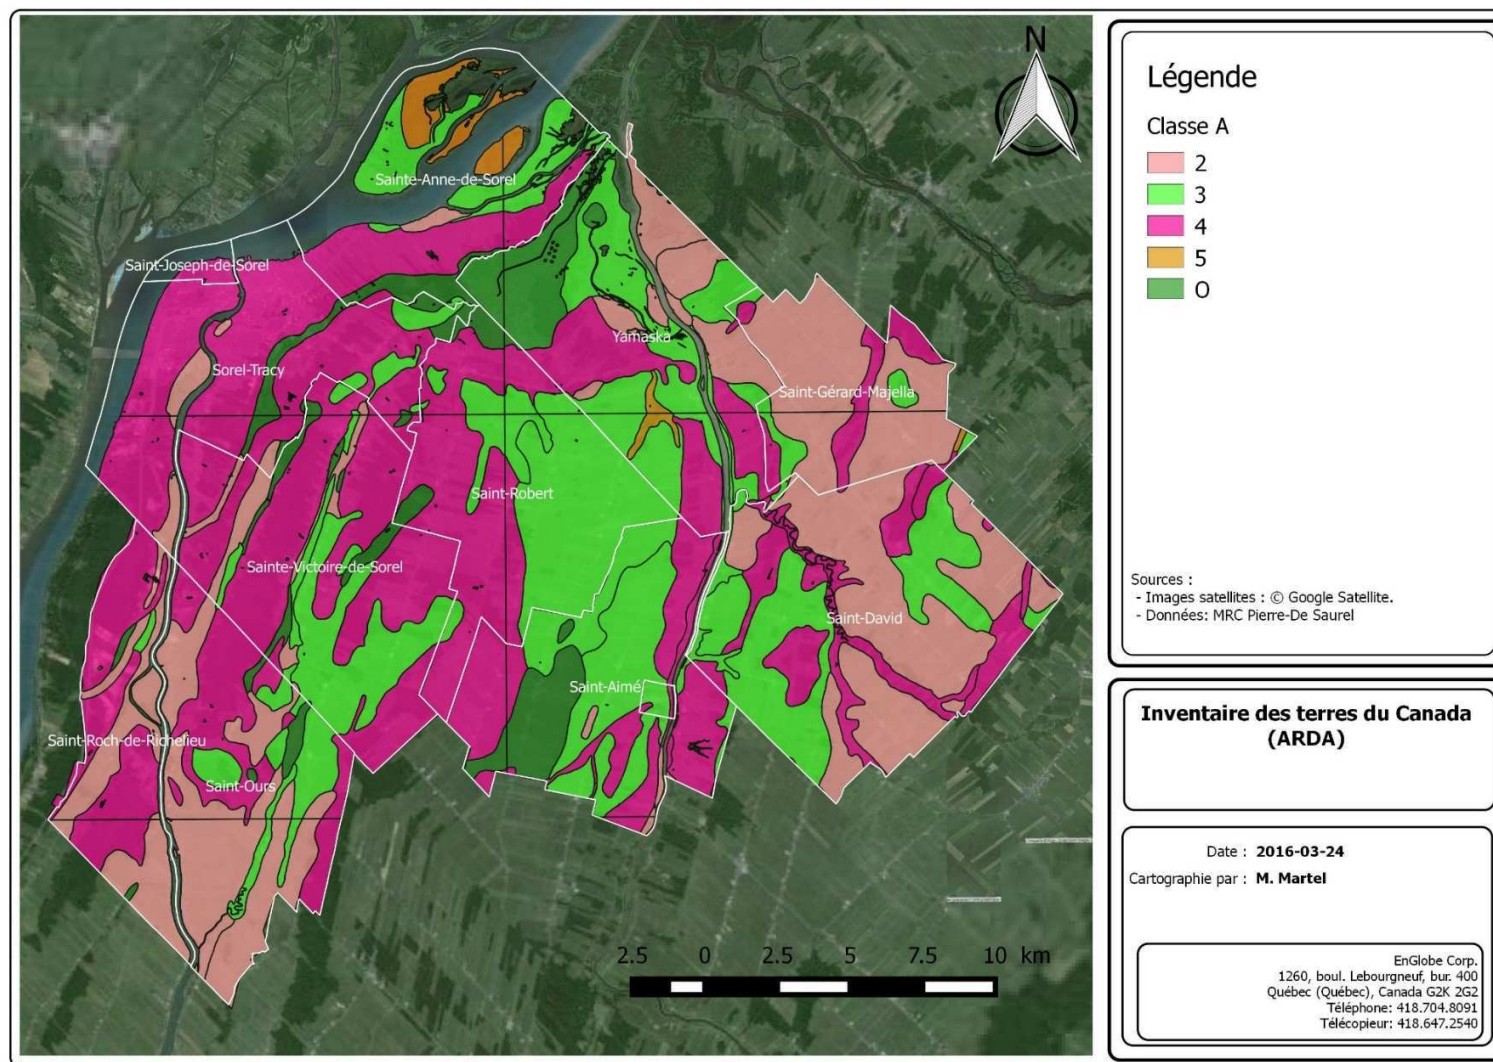 N
Sainte-Anne-de-Sorel
Saint-Joseph-de-Sorel
Yamaska
Sorel-Tracy
Saint-Gérard-Majella
Saint-Robert
Sainte-Victoire-de-Sorel
Saint-David
Saint-Aimé
Saint-Roch-de-Richelieu
Saint-Ours
2.5 0 2.5 5 7.5 10 km
Légende
Classe A
2
3
4
5
O
Sources :
- Images satellites : © Google Satellite.
- Données: MRC Pierre-De Saurel
Inventaire des terres du Canada
(ARDA)
Date : 2016-03-24
Cartographie par : M. Martel
EnGlobe Corp.
1260, boul. Lebourgneuf, bur. 400
Québec (Québec), Canada G2K 2G2
Téléphone: 418.704.8091
Télécopieur: 418.647.2540